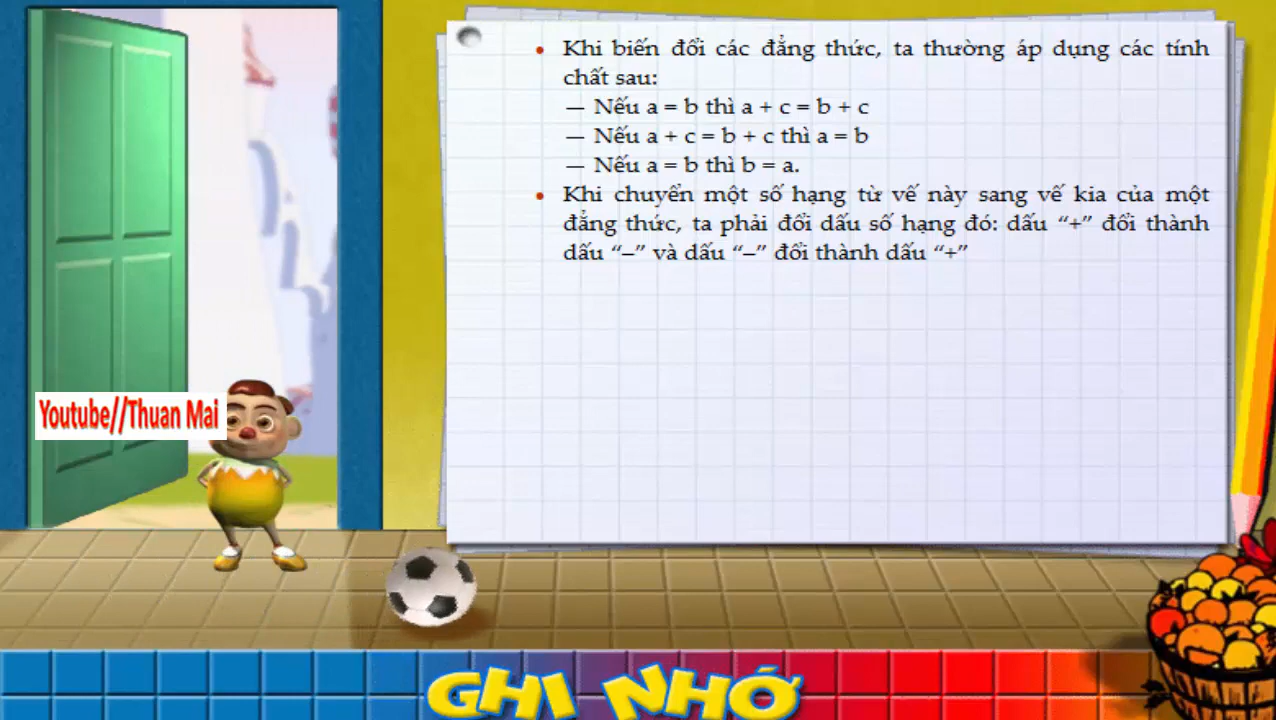 • Khi biến đổi các đẳng thức, ta thường áp dụng các tính
chất sau:
— Nếu a = b thì a + c = b + c
— Nếu a + c = b + c thì a = b
— Nếu a = b thì b = a.
• Khi chuyển một số hạng từ vế này sang vế kia của một
đẳng thức, ta phải đổi dấu số hạng đó: dấu “+” đổi thành
dấu “–” và dấu “–” đổi thành dấu “+”
Youtube//Thuan Mai
GHI NHỚ